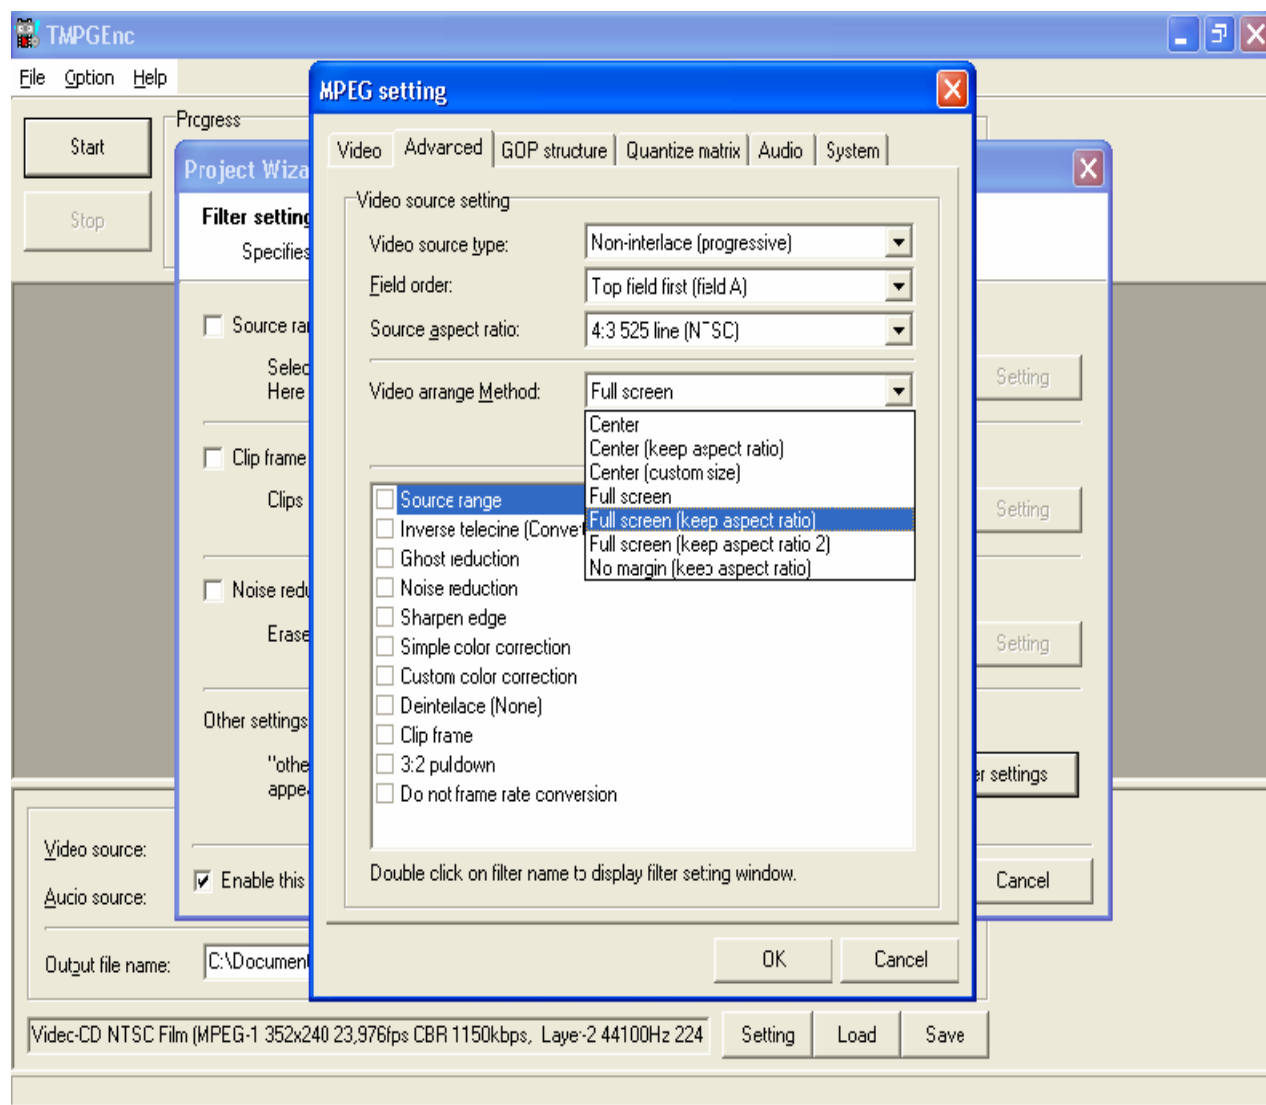 TMPGEnc
File Option Help
Start
Stop
Progress
Project Wiza
Filter setting
Specifies
Source ra
Selec
Here
Setting
Clip frame
Clips
Setting
Noise redu
Erase
Setting
Other settings
"othe
appe
er settings
Enable this
Cancel
MPEG setting
Video Advanced GOP structure Quantize matrix Audio System
Video source setting
Video source type: Non-interlace (progressive)
Field order: Top field first (field A)
Source aspect ratio: 4:3 525 line (NTSC)
Video arrange Method: Full screen
Center
Center (keep aspect ratio)
Center (custom size)
Full screen
Full screen (keep aspect ratio)
Full screen (keep aspect ratio 2)
No margin (keep aspect ratio)
Source range
Inverse telecine (Conver
Ghost reduction
Noise reduction
Sharpen edge
Simple color correction
Custom color correction
Deinterlace (None)
Clip frame
3:2 pulldown
Do not frame rate conversion
Double click on filter name to display filter setting window.
OK Cancel
Video source:
Audio source:
Output file name: C:\Document
Video-CD NTSC Film (MPEG-1 352x240 23,976fps CBR 1150kbps, Layer-2 44100Hz 224
Setting Load Save